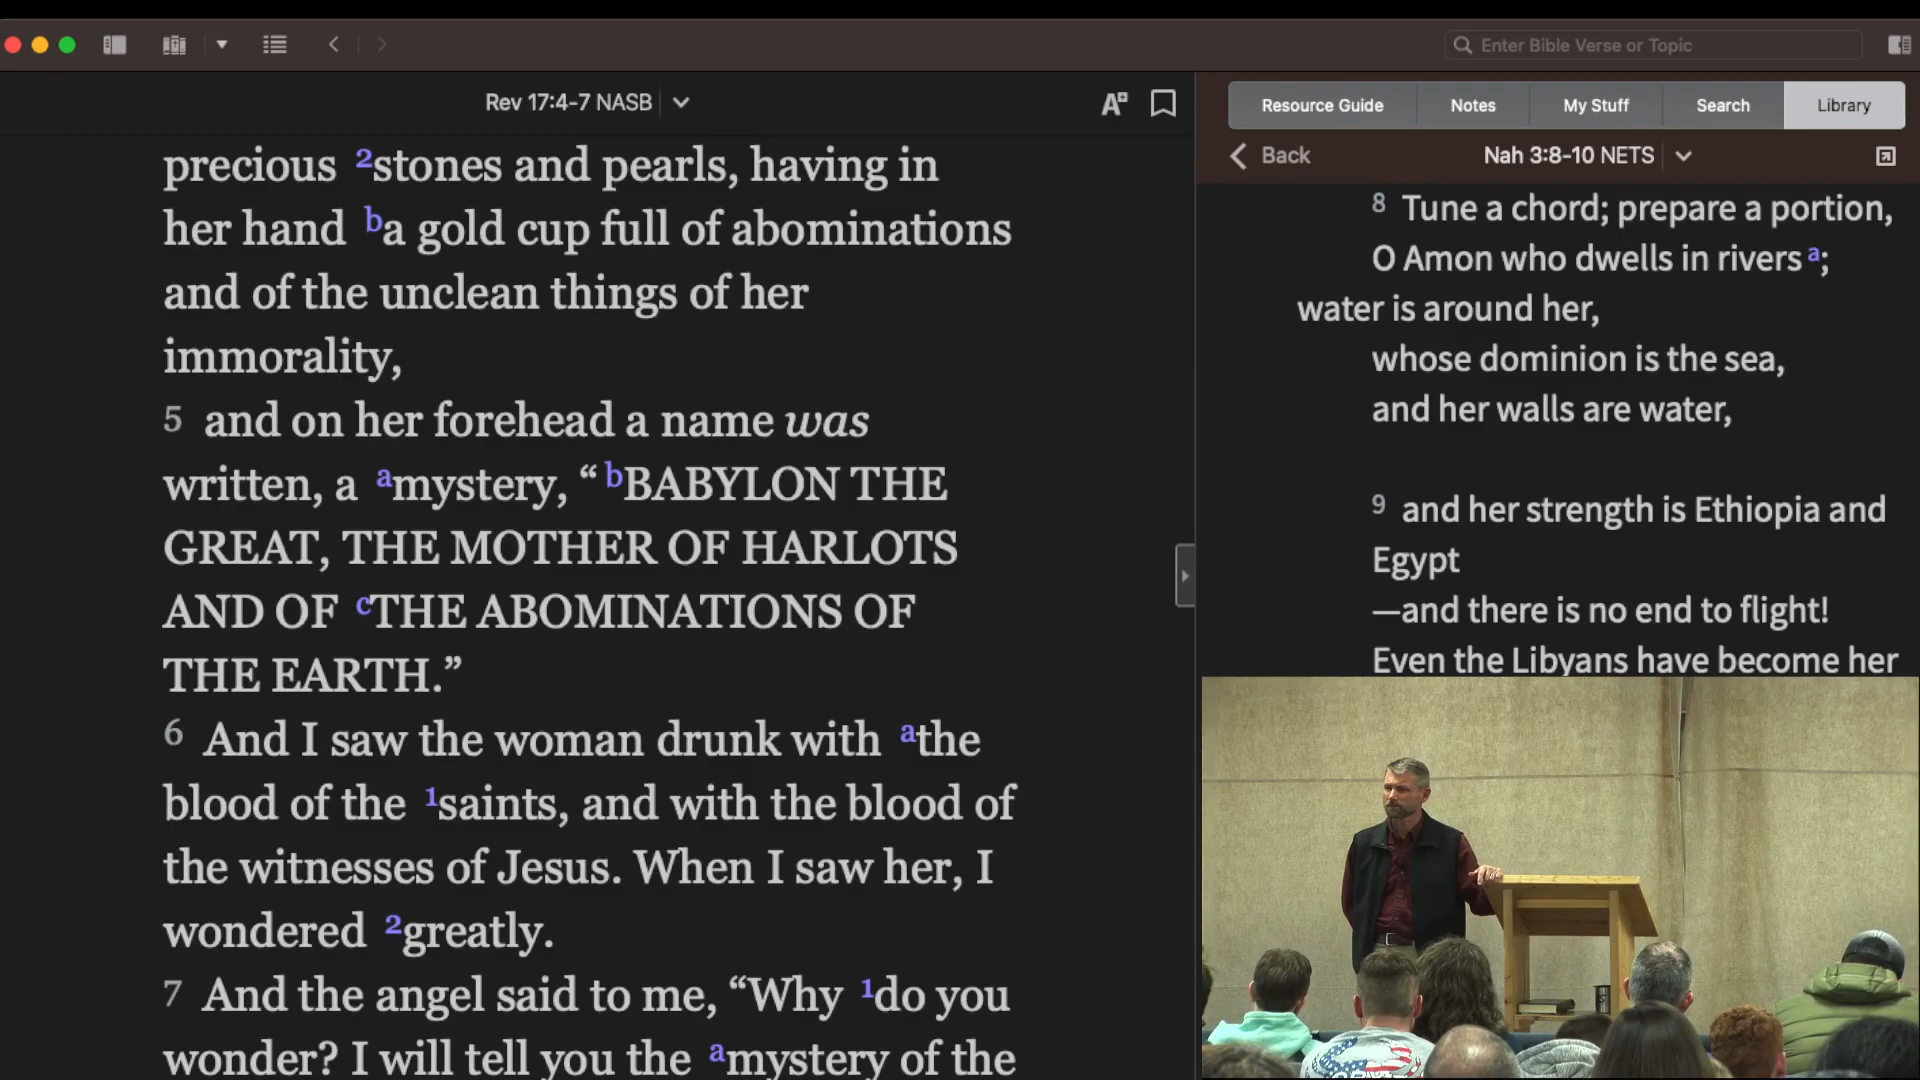 Enter Bible Verse or Topic
Rev 17:4-7 NASB
precious 2stones and pearls, having in
her hand ba gold cup full of abominations
and of the unclean things of her
immorality,
5 and on her forehead a name was
written, a amystery, “bBABYLON THE
GREAT, THE MOTHER OF HARLOTS
AND OF cTHE ABOMINATIONS OF
THE EARTH.”
6 And I saw the woman drunk with athe
blood of the 1saints, and with the blood of
the witnesses of Jesus. When I saw her, I
wondered 2greatly.
7 And the angel said to me, “Why 1do you
wonder? I will tell you the amystery of the
Resource Guide
Notes
My Stuff
Search
Library
Back
Nah 3:8-10 NETS
8 Tune a chord; prepare a portion,
O Amon who dwells in rivers a;
water is around her,
whose dominion is the sea,
and her walls are water,
9 and her strength is Ethiopia and
Egypt
—and there is no end to flight!
Even the Libyans have become her